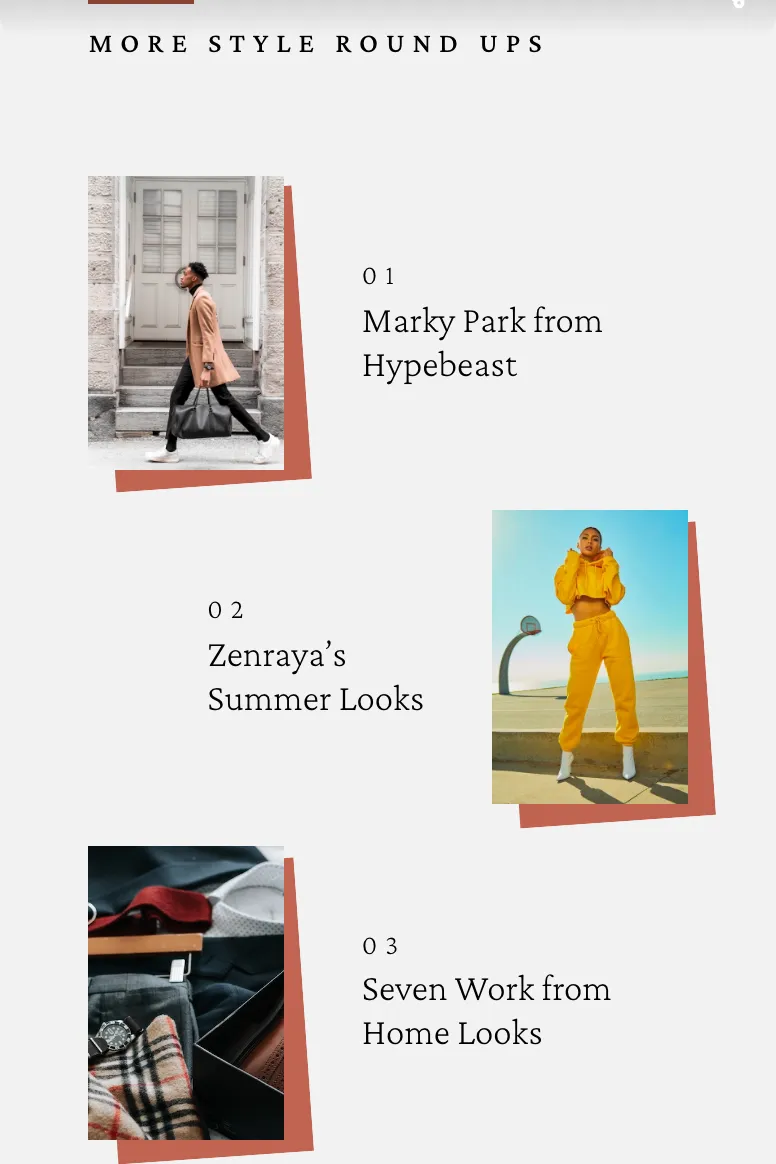 MORE STYLE ROUND UPS
01
Marky Park from
Hypebeast
02
Zenraya’s
Summer Looks
03
Seven Work from
Home Looks